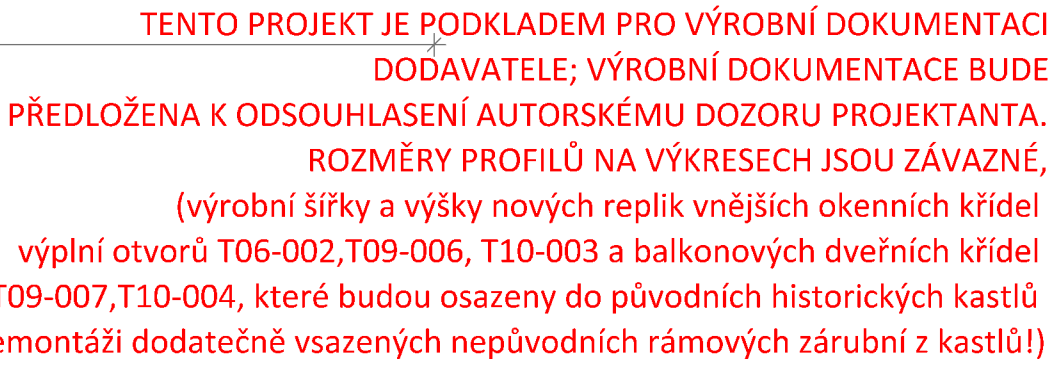 TENTO PROJEKT JE PODKLADEM PRO VÝROBNÍ DOKUMENTACI
DODAVATELE; VÝROBNÍ DOKUMENTACE BUDE
PŘEDLOŽENA K ODSOUHLASENÍ AUTORSKÉMU DOZORU PROJEKTANTA.
ROZMĚRY PROFILŮ NA VÝKRESECH JSOU ZÁVAZNÉ,
(výrobní šířky a výšky nových replik vnějších okenních křídel
výplní otvorů T06-002,T09-006, T10-003 a balkonových dveřních křídel
T09-007,T10-004, které budou osazeny do původních historických kastlů
emontáži dodatečně vsazených nepůvodních rámových zárubní z kastlů!)